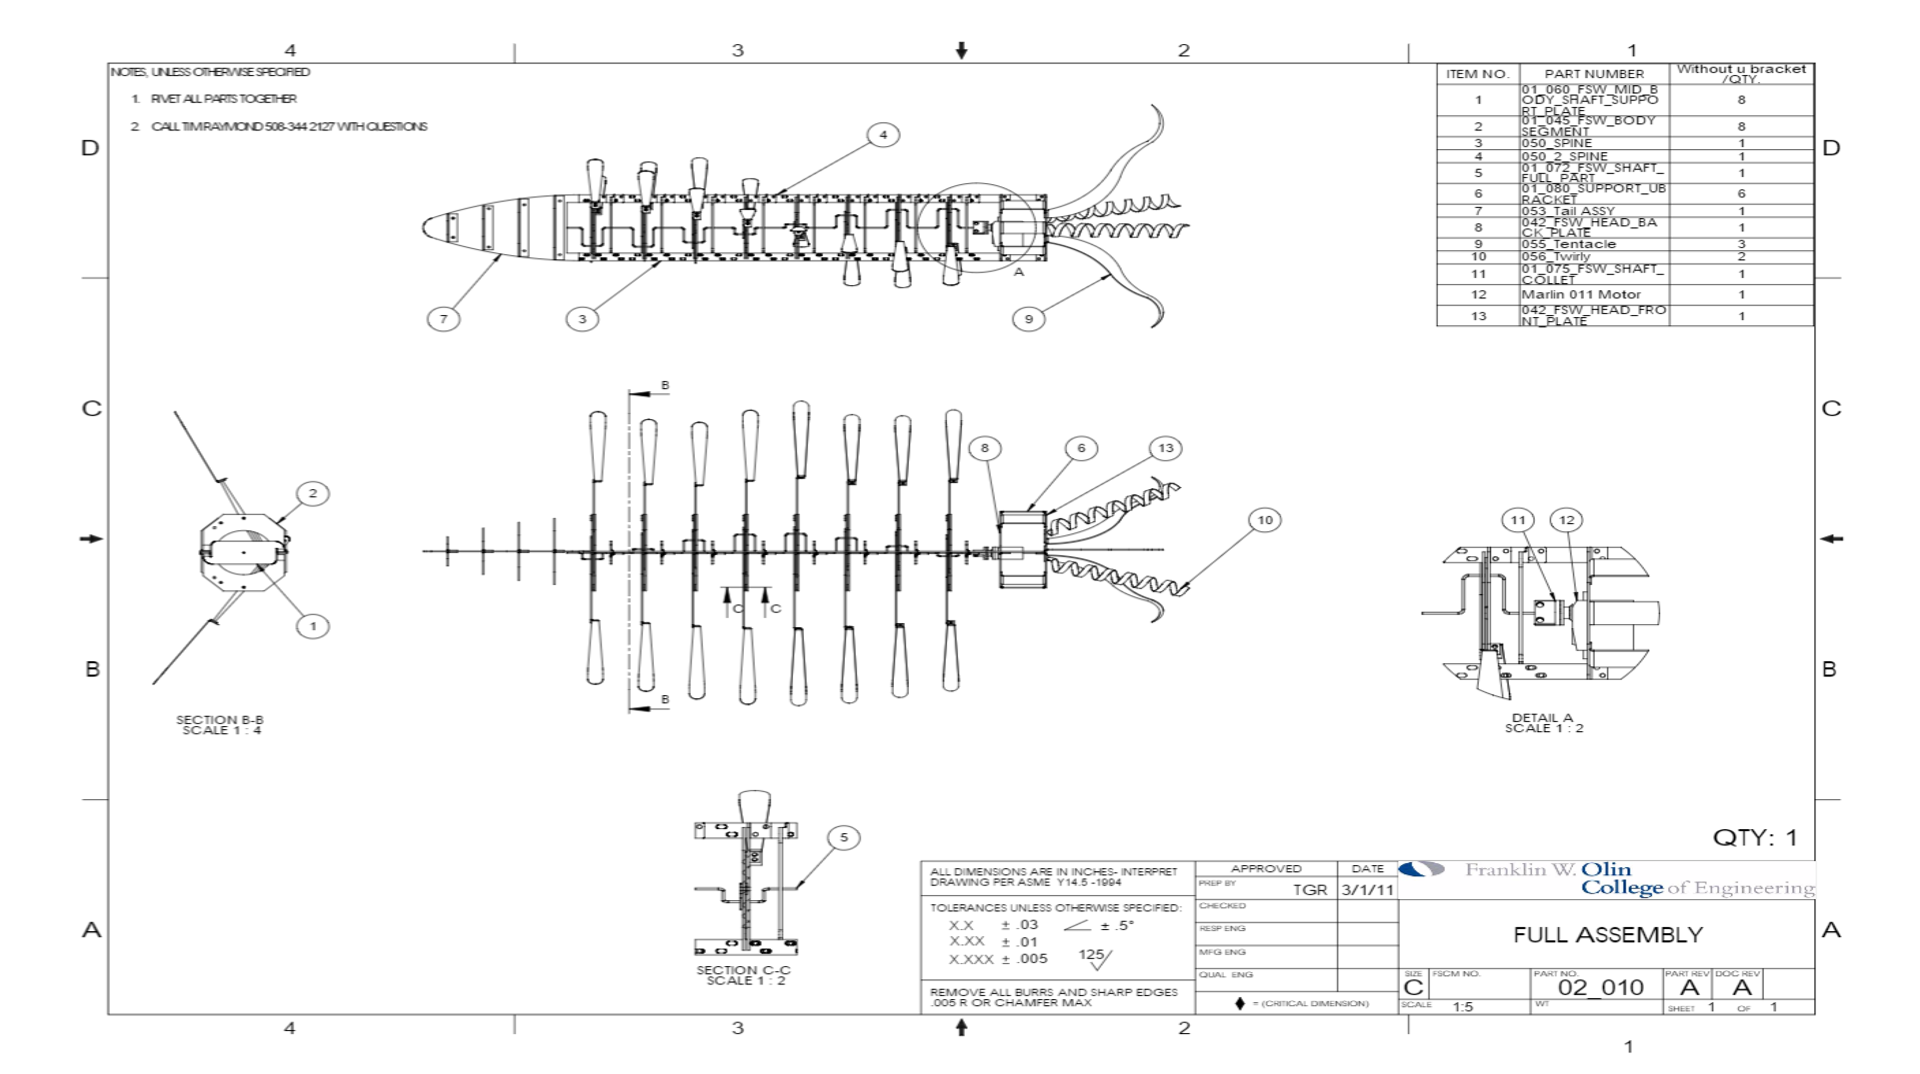 4 3 2 1
NOTES, UNLESS OTHERWISE SPECIFIED
1. RIVET ALL PARTS TOGETHER
2. CALL TIM RAYMOND 508-344 2127 WITH QUESTIONS
ITEM NO. PART NUMBER Without u bracket /QTY.
1 01_060_FSW_MID_BODY_SHAFT_SUPPORT_PLATE 8
2 01_045_FSW_BODY SEGMENT 8
3 050_SPINE 1
4 050_2_SPINE 1
5 01_072_FSW_SHAFT_FULL_PART 1
6 01_080_SUPPORT_UBRACKET 6
7 053_Tail ASSY 1
8 042_FSW_HEAD_BACK_PLATE 1
9 055_Tentacle 3
10 056_Twirly 2
11 01_075_FSW_SHAFT_COLLET 1
12 Marlin 011 Motor 1
13 042_FSW_HEAD_FRONT_PLATE 1
D D
4
A
7 3 9
C C
B
8 6 13
2
10
11 12
C C
1
B B
B
SECTION B-B
SCALE 1 : 4
DETAIL A
SCALE 1 : 2
5
SECTION C-C
SCALE 1 : 2
QTY: 1
A A
ALL DIMENSIONS ARE IN INCHES- INTERPRET
DRAWING PER ASME Y14.5 -1994
TOLERANCES UNLESS OTHERWISE SPECIFIED:
X.X ± .03 ± .5°
X.XX ± .01
X.XXX ± .005 125
REMOVE ALL BURRS AND SHARP EDGES
.005 R OR CHAMFER MAX
APPROVED DATE
PREP BY TGR 3/1/11
CHECKED
RESP ENG
MFG ENG
QUAL ENG
= (CRITICAL DIMENSION)
Franklin W. Olin
College of Engineering
FULL ASSEMBLY
SIZE C FSCM NO. PART NO. 02_010 PART REV A DOC REV A
SCALE 1:5 WT SHEET 1 OF 1
4 3 2 1